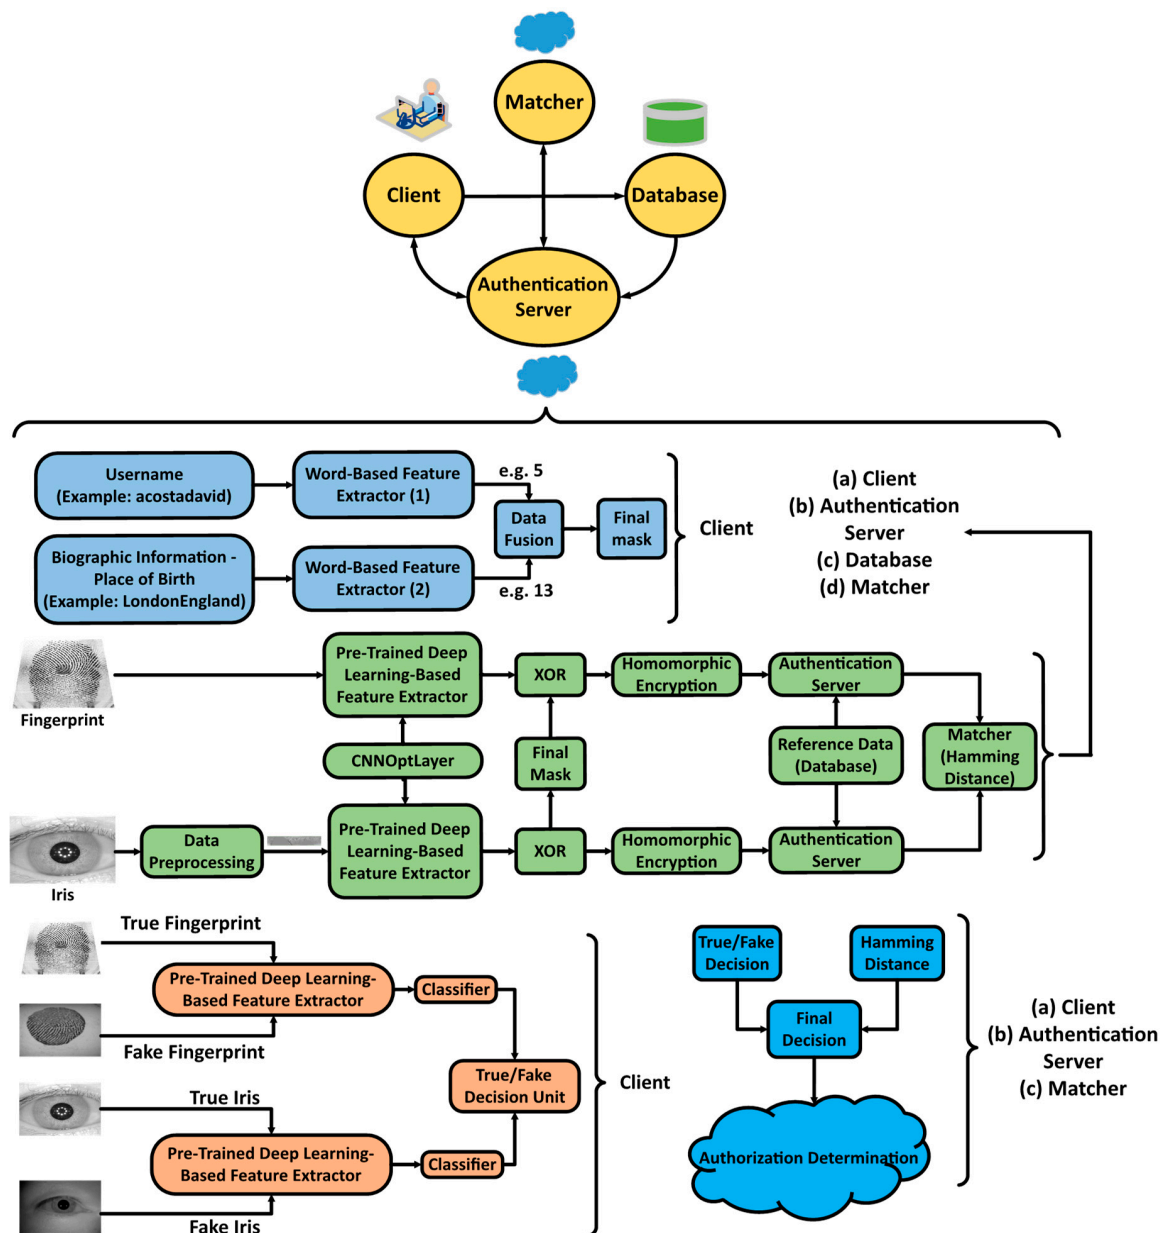 Matcher
Client
Database
Authentication
Server
Username
(Example: acostadavid)
Word-Based Feature
Extractor (1)
e.g. 5
Data
Fusion
Final
mask
Client
Biographic Information -
Place of Birth
(Example: LondonEngland)
Word-Based Feature
Extractor (2)
e.g. 13
(a) Client
(b) Authentication
Server
(c) Database
(d) Matcher
Fingerprint
Pre-Trained Deep
Learning-Based
Feature Extractor
XOR
Homomorphic
Encryption
Authentication
Server
CNNOptLayer
Final
Mask
Reference Data
(Database)
Matcher
(Hamming
Distance)
Iris
Data
Preprocessing
Pre-Trained Deep
Learning-Based
Feature Extractor
XOR
Homomorphic
Encryption
Authentication
Server
True Fingerprint
Pre-Trained Deep Learning-
Based Feature Extractor
Classifier
Fake Fingerprint
True/Fake
Decision Unit
Client
True Iris
Pre-Trained Deep Learning-
Based Feature Extractor
Classifier
Fake Iris
True/Fake
Decision
Hamming
Distance
Final
Decision
Authorization Determination
(a) Client
(b) Authentication
Server
(c) Matcher